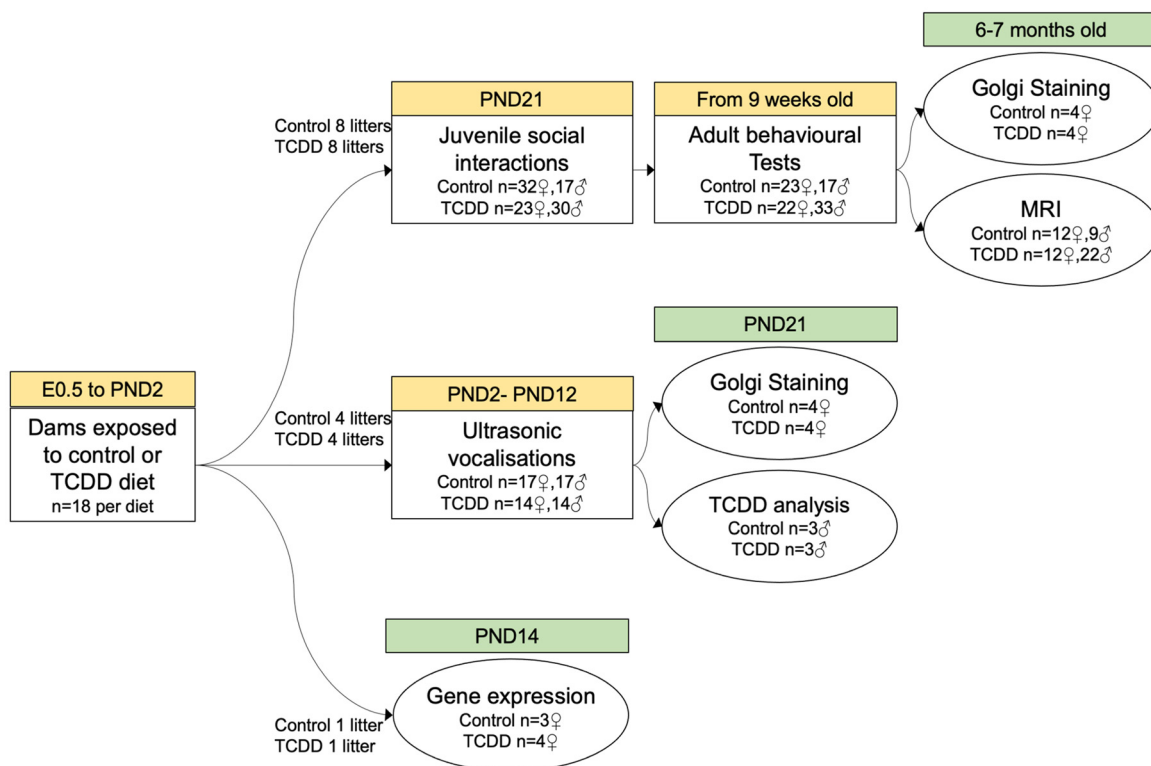 6-7 months old
Golgi Staining
Control n=4♀
TCDD n=4♀
MRI
Control n=12♀,9♂
TCDD n=12♀,22♂
PND21
Juvenile social
interactions
Control n=32♀,17♂
TCDD n=23♀,30♂
From 9 weeks old
Adult behavioural
Tests
Control n=23♀,17♂
TCDD n=22♀,33♂
Control 8 litters
TCDD 8 litters
PND21
Golgi Staining
Control n=4♀
TCDD n=4♀
TCDD analysis
Control n=3♂
TCDD n=3♂
E0.5 to PND2
Dams exposed
to control or
TCDD diet
n=18 per diet
Control 4 litters
TCDD 4 litters
PND2- PND12
Ultrasonic
vocalisations
Control n=17♀,17♂
TCDD n=14♀,14♂
PND14
Gene expression
Control n=3♀
TCDD n=4♀
Control 1 litter
TCDD 1 litter